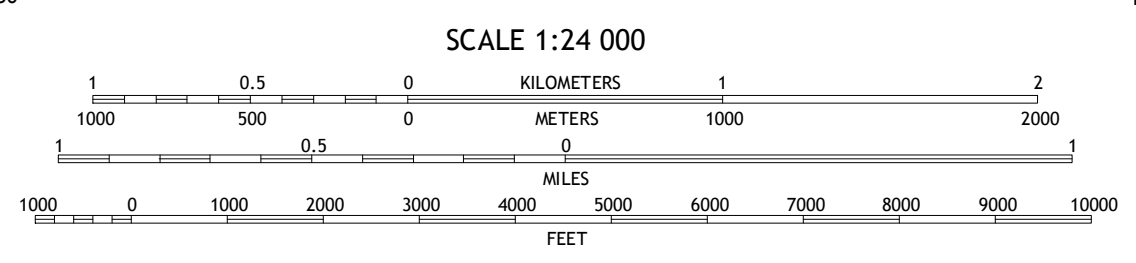 SCALE 1:24 000
1 0.5 0 KILOMETERS 1 2
1000 500 0 METERS 1000 2000
1 0.5 0 1
MILES
1000 0 1000 2000 3000 4000 5000 6000 7000 8000 9000 10000
FEET